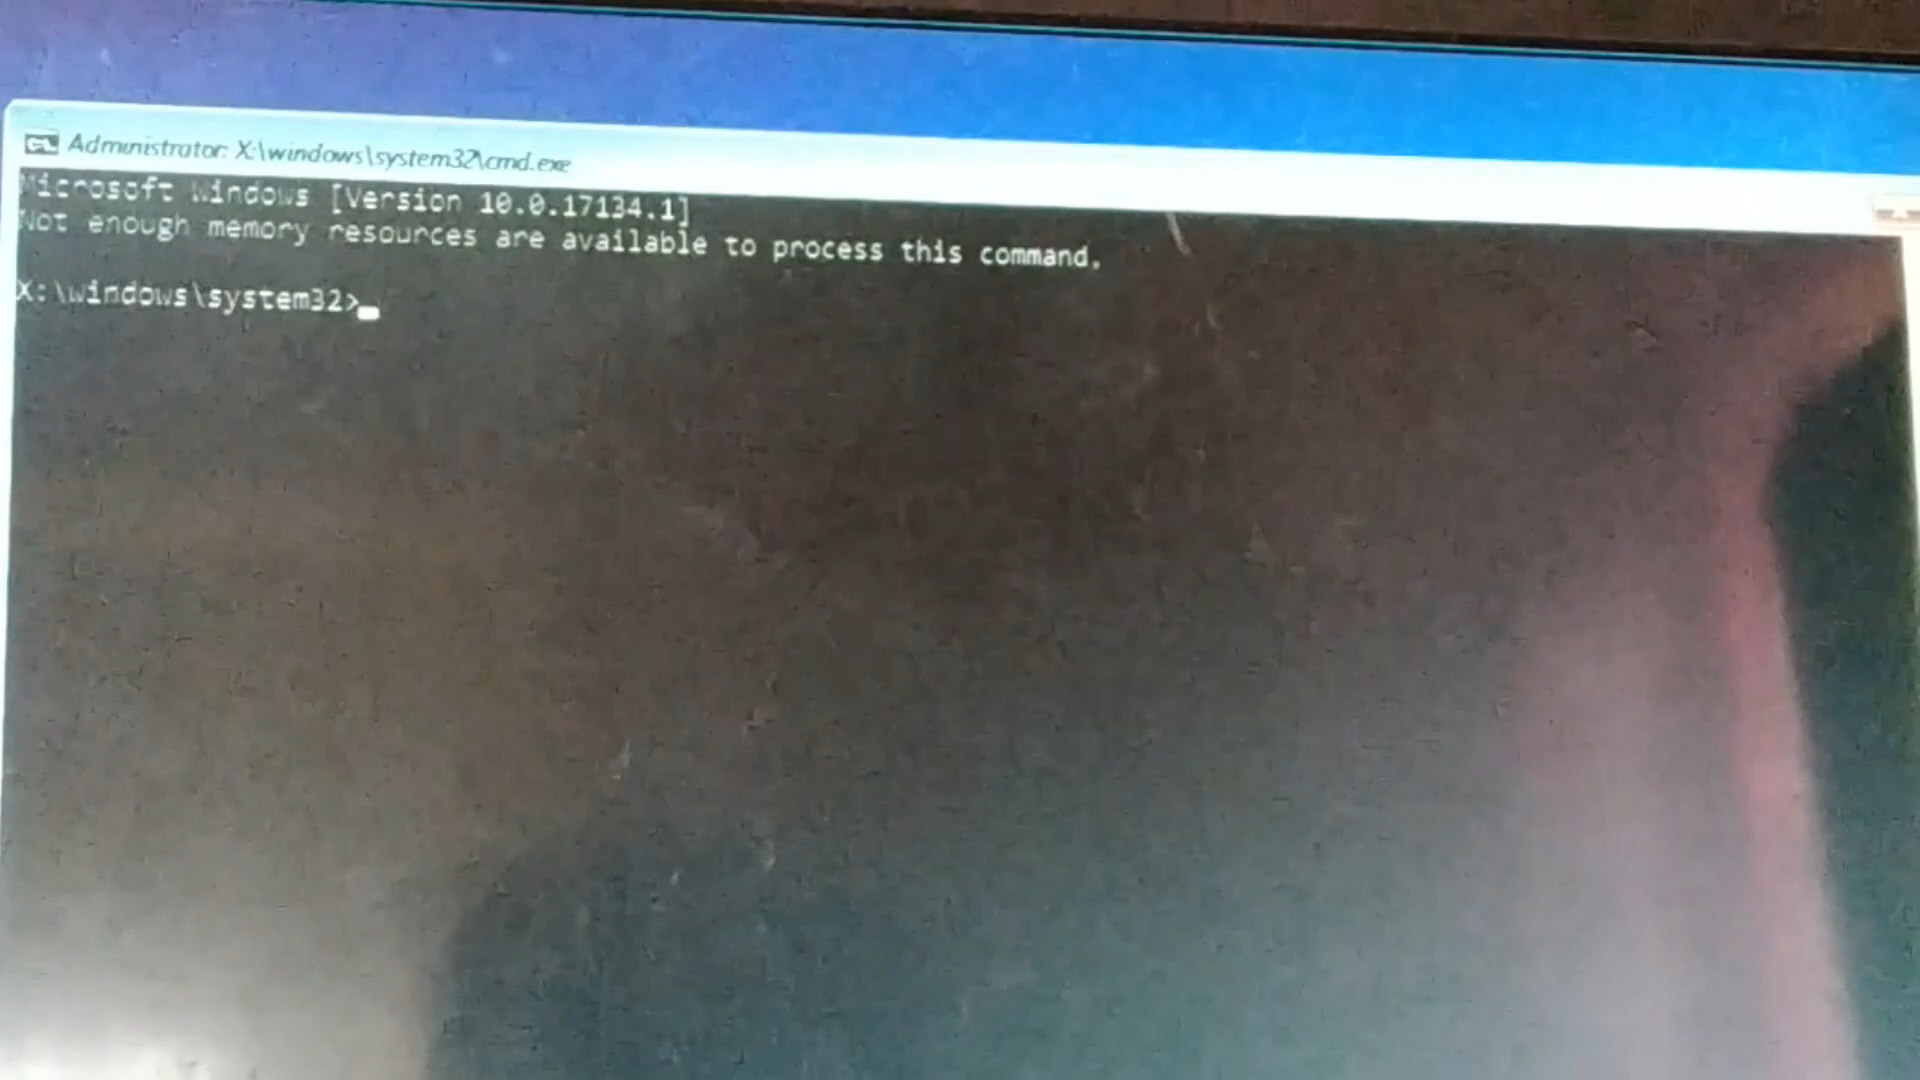 Administrator: X:\windows\system32\cmd.exe
Microsoft Windows [Version 10.0.17134.1]
Not enough memory resources are available to process this command.
X:\windows\system32>